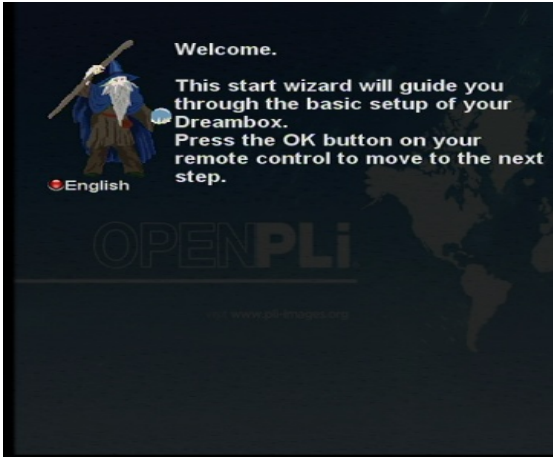 Welcome.
This start wizard will guide you
through the basic setup of your
Dreambox.
Press the OK button on your
remote control to move to the next
step.
English
OPENPLi
www.pli-images.org